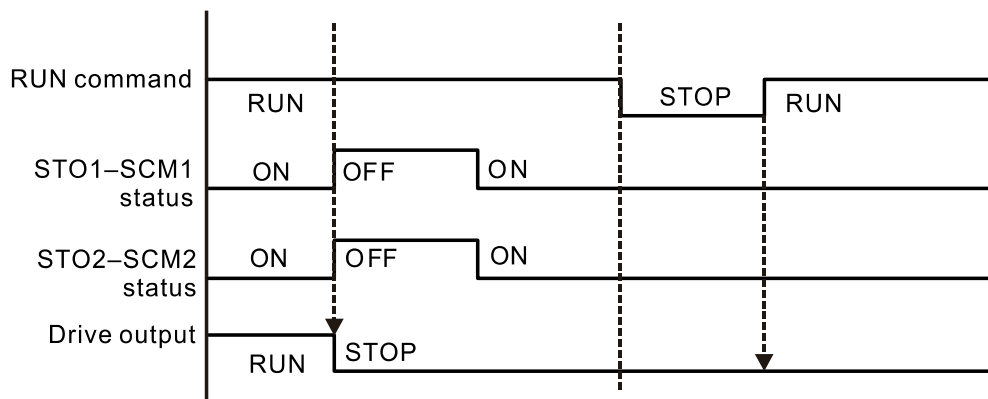 RUN command
RUN
STOP
RUN
STO1–SCM1
status
ON
OFF
ON
STO2–SCM2
status
ON
OFF
ON
Drive output
RUN
STOP